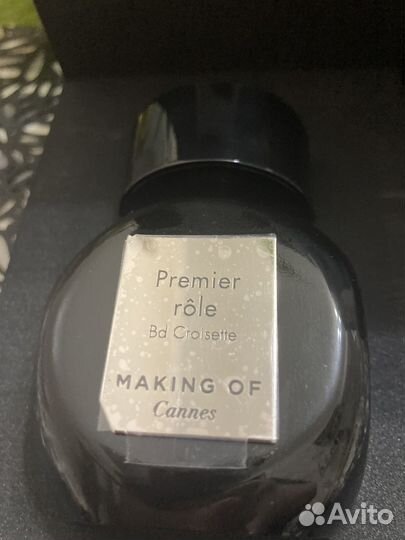 Premier
rôle
Bd Croisette
MAKING OF
Cannes
Avito